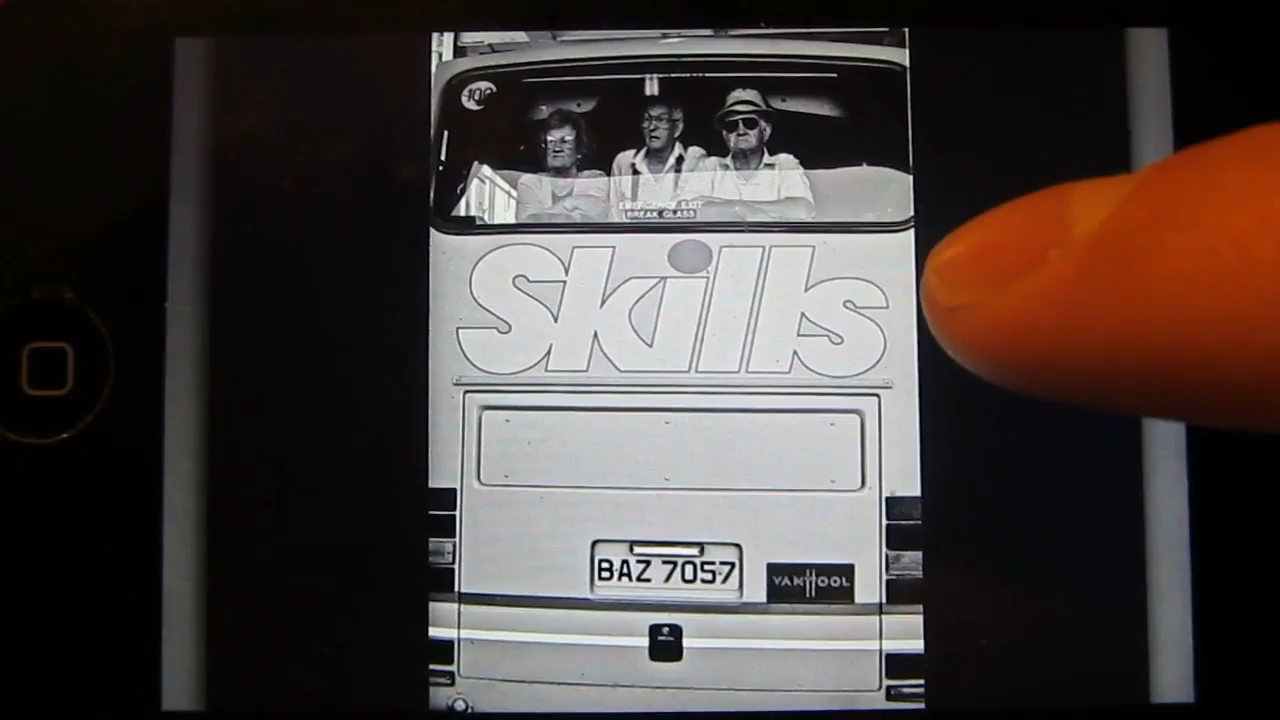 100
EMERGENCY EXIT
BREAK GLASS
Skills
BAZ 7057
VANHOOL